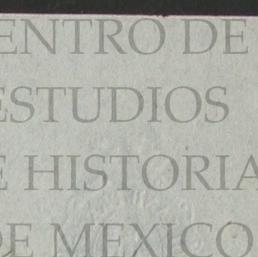 ENTRO DE
ESTUDIOS
E HISTORIA
DE MEXICO